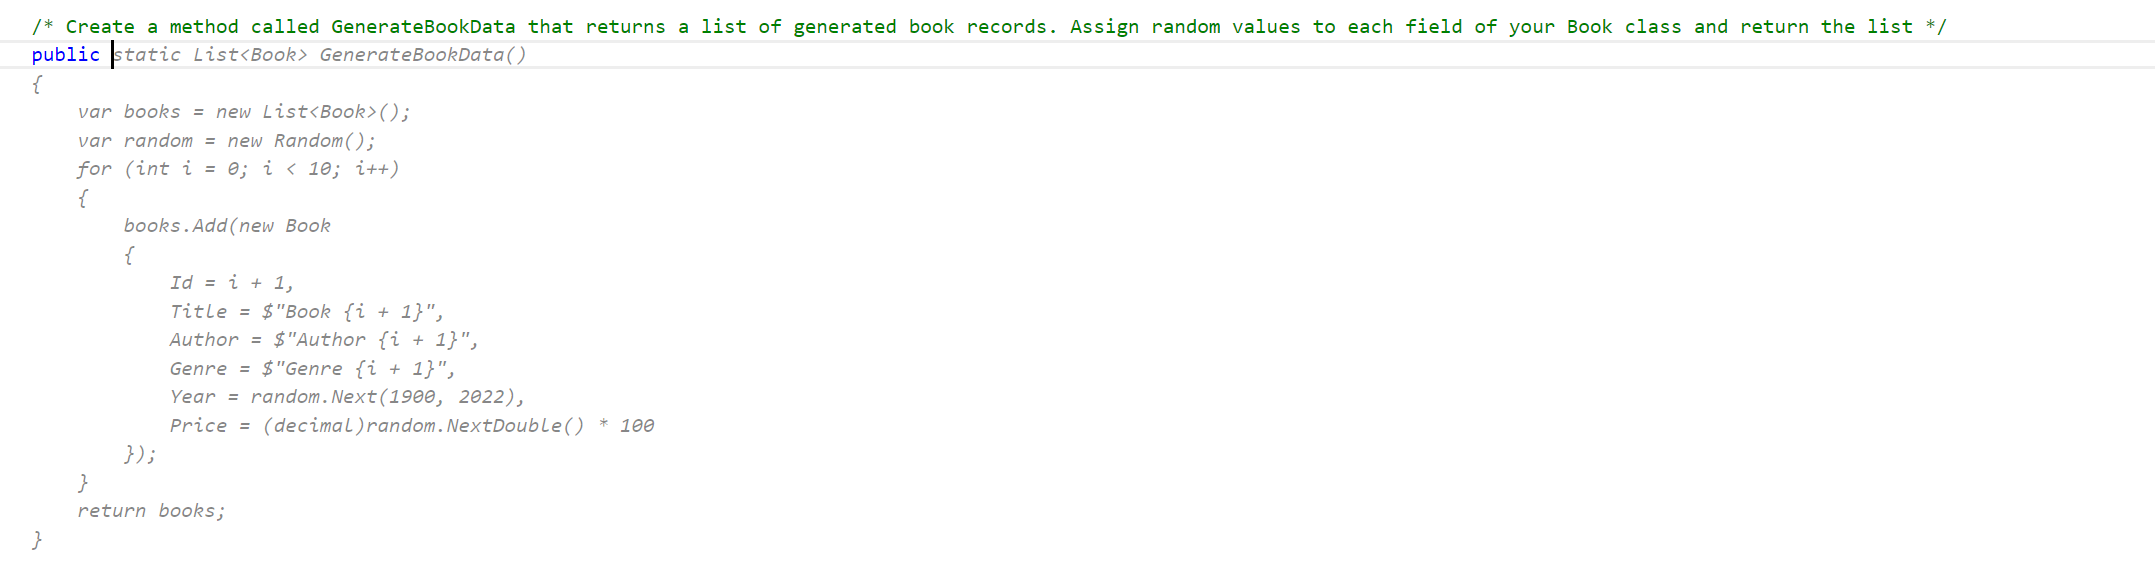 /* Create a method called GenerateBookData that returns a list of generated book records. Assign random values to each field of your Book class and return the list */
public static List<Book> GenerateBookData()
{
    var books = new List<Book>();
    var random = new Random();
    for (int i = 0; i < 10; i++)
    {
        books.Add(new Book
        {
            Id = i + 1,
            Title = $"Book {i + 1}",
            Author = $"Author {i + 1}",
            Genre = $"Genre {i + 1}",
            Year = random.Next(1900, 2022),
            Price = (decimal)random.NextDouble() * 100
        });
    }
    return books;
}